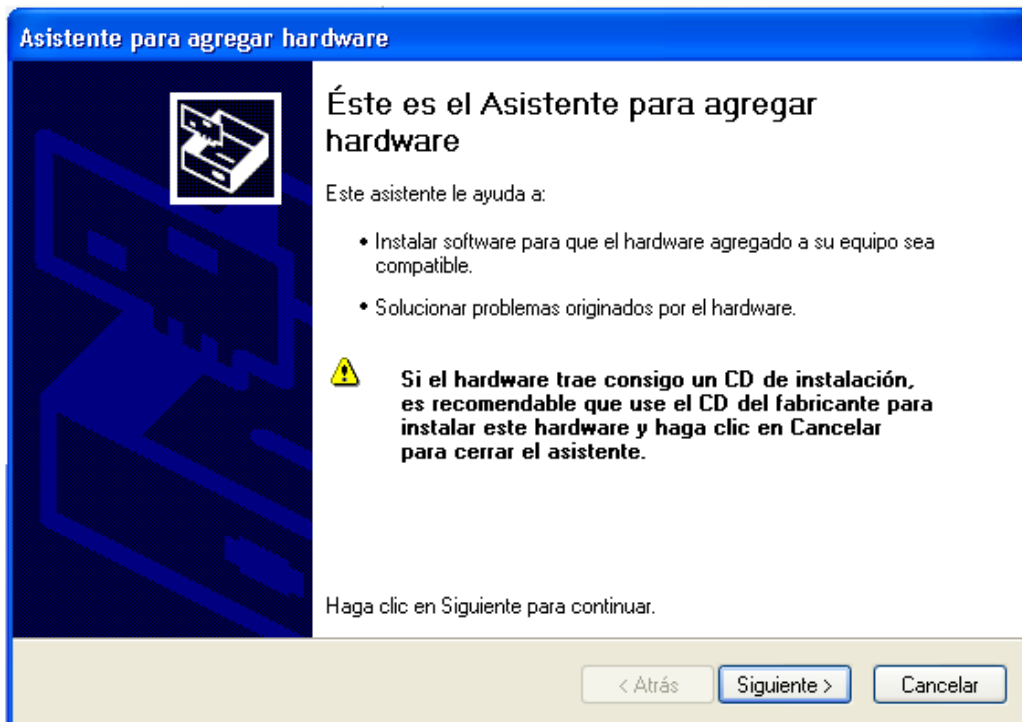 Asistente para agregar hardware
Éste es el Asistente para agregar
hardware
Este asistente le ayuda a:
• Instalar software para que el hardware agregado a su equipo sea
compatible.
• Solucionar problemas originados por el hardware.
Si el hardware trae consigo un CD de instalación,
es recomendable que use el CD del fabricante para
instalar este hardware y haga clic en Cancelar
para cerrar el asistente.
Haga clic en Siguiente para continuar.
< Atrás Siguiente > Cancelar